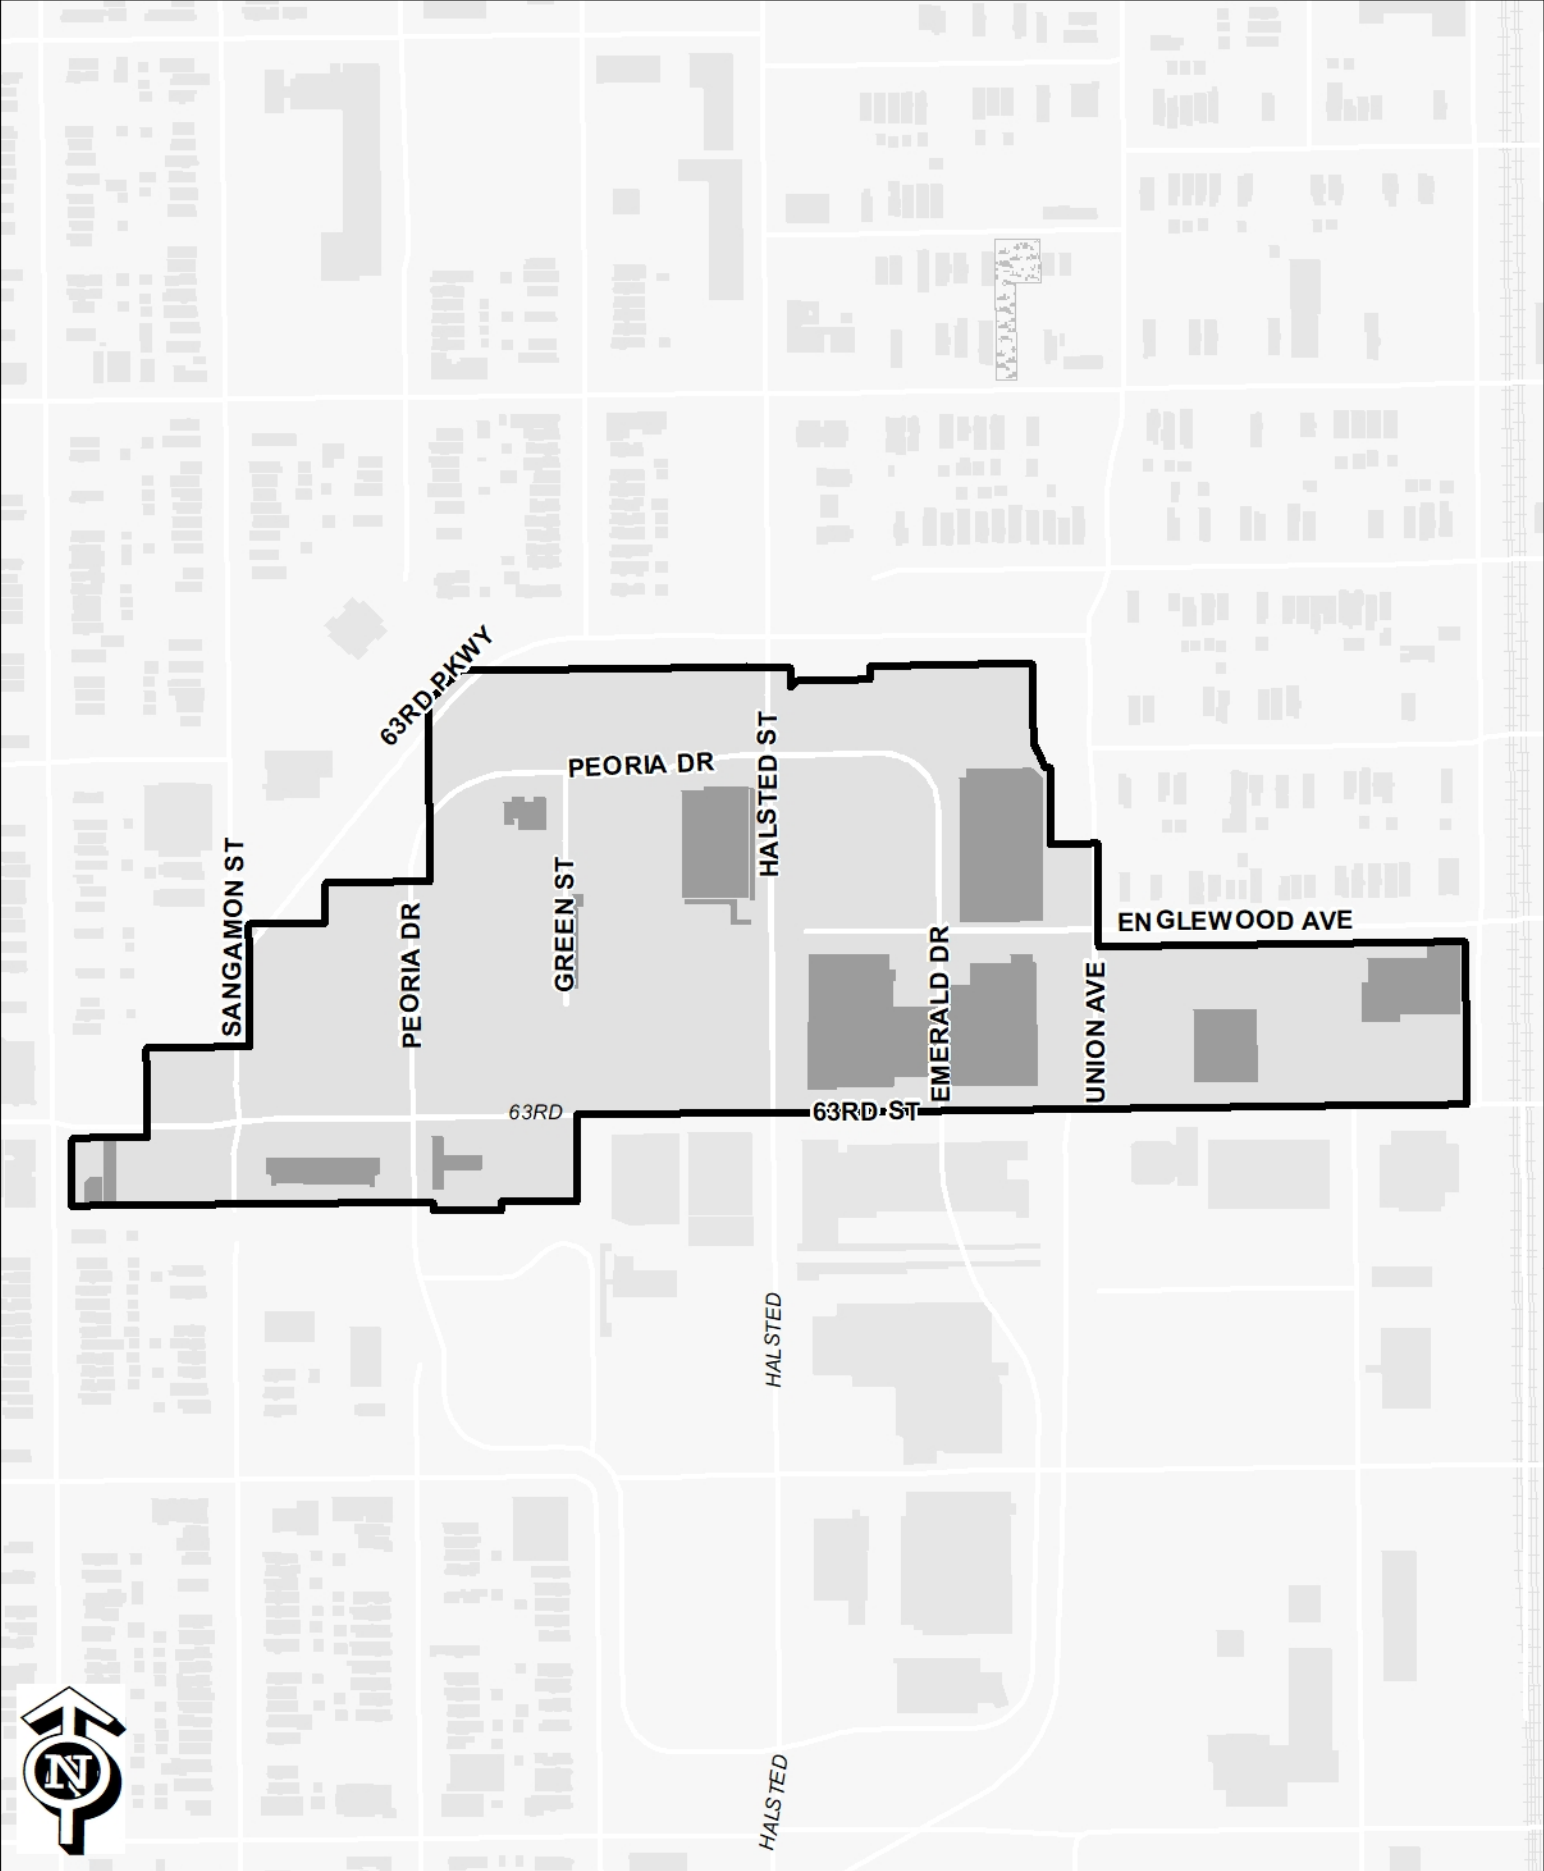 63RD PKWY
PEORIA DR
HALSTED ST
SANGAMON ST
GREEN ST
PEORIA DR
ENGLEWOOD AVE
EMERALD DR
UNION AVE
63RD
63RD ST
HALSTED
HALSTED
N